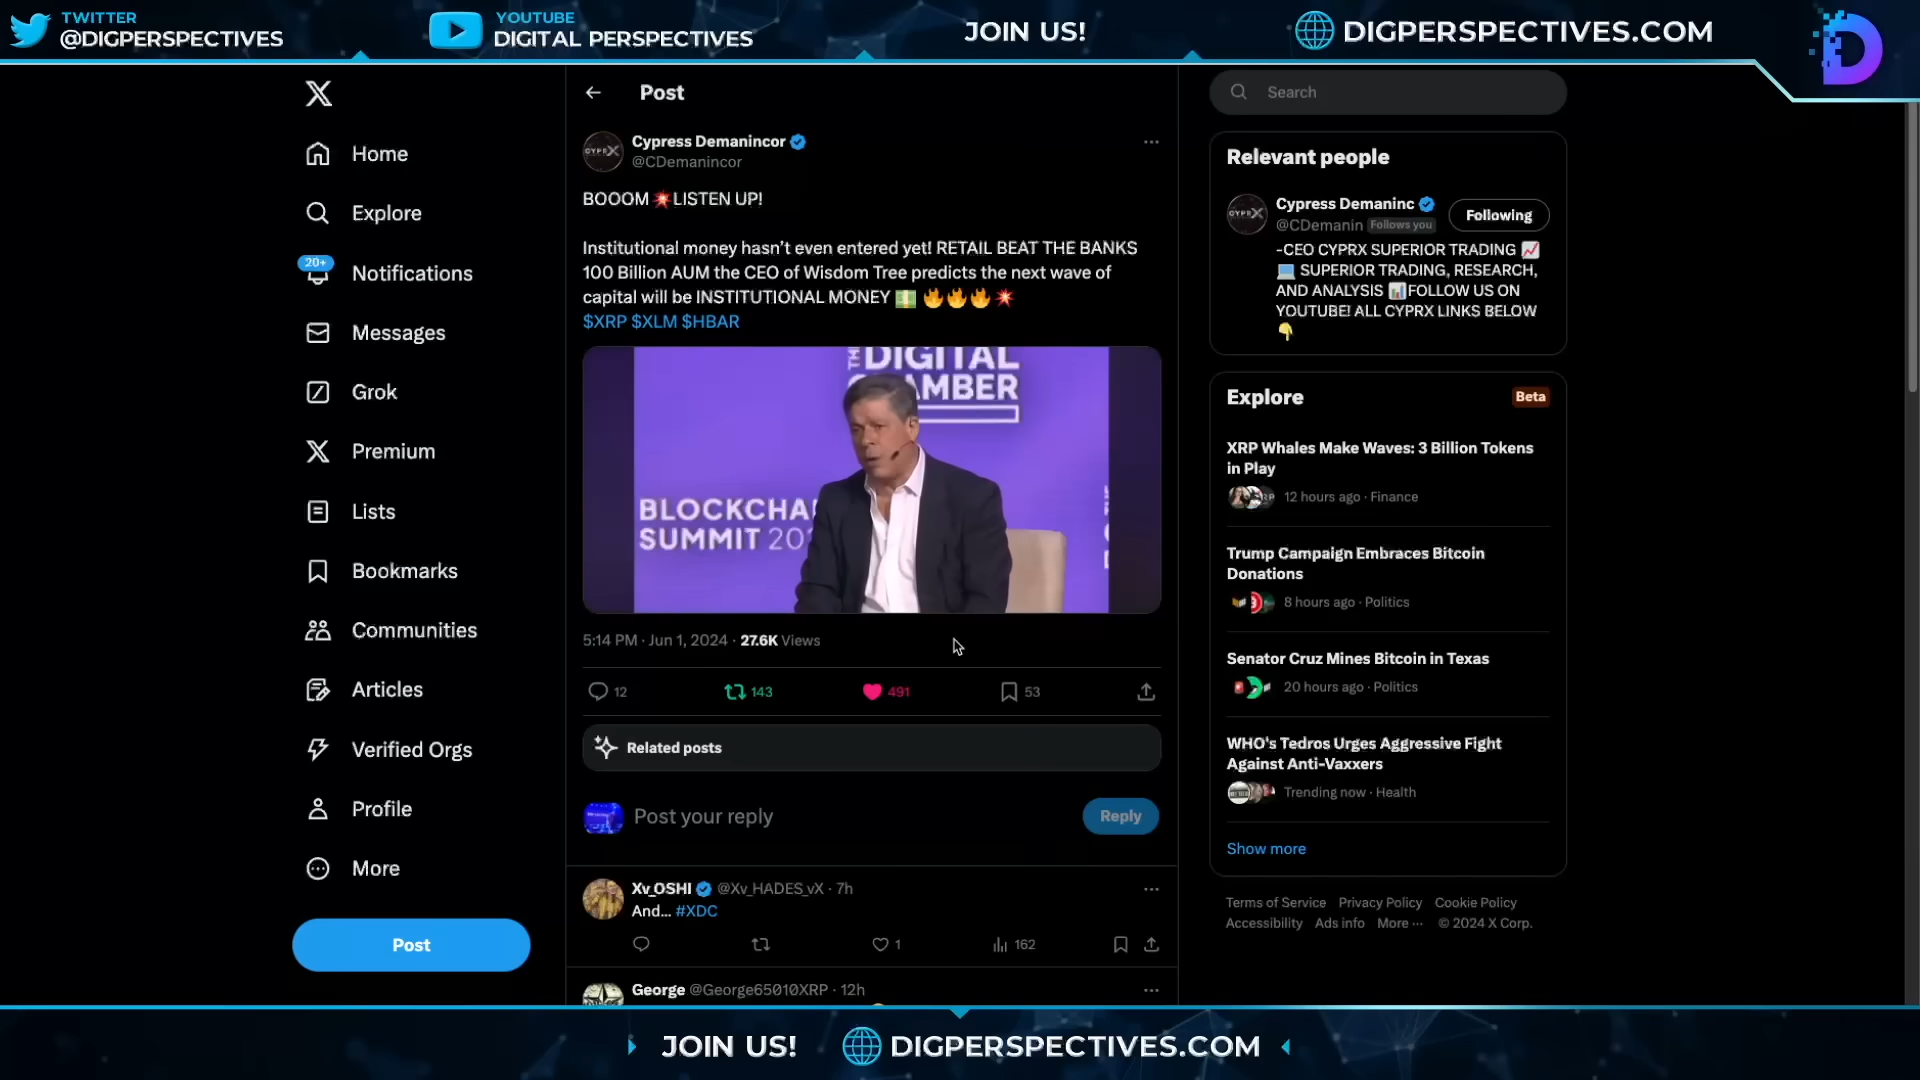 TWITTER
@DIGPERSPECTIVES
YOUTUBE
DIGITAL PERSPECTIVES
JOIN US!
DIGPERSPECTIVES.COM
Home
Explore
20+
Notifications
Messages
Grok
Premium
Lists
Bookmarks
Communities
Articles
Verified Orgs
Profile
More
Post
Post
Cypress Demanincor
@CDemanincor
BOOOM 💥LISTEN UP!
Institutional money hasn't even entered yet! RETAIL BEAT THE BANKS
100 Billion AUM the CEO of Wisdom Tree predicts the next wave of
capital will be INSTITUTIONAL MONEY 💵 🔥🔥🔥💥
$XRP $XLM $HBAR
THE DIGITAL
AMBER
BLOCKCHAI
SUMMIT 20
5:14 PM · Jun 1, 2024 · 27.6K Views
12
143
491
53
Related posts
Post your reply
Reply
Xv_OSHI @Xv_HADES_vX · 7h
And... #XDC
1
162
George @George65010XRP · 12h
Search
Relevant people
Cypress Demaninc
Following
@CDemanin Follows you
-CEO CYPRX SUPERIOR TRADING 📈
💻 SUPERIOR TRADING, RESEARCH,
AND ANALYSIS 📊FOLLOW US ON
YOUTUBE! ALL CYPRX LINKS BELOW
👇
Explore
Beta
XRP Whales Make Waves: 3 Billion Tokens
in Play
12 hours ago · Finance
Trump Campaign Embraces Bitcoin
Donations
8 hours ago · Politics
Senator Cruz Mines Bitcoin in Texas
20 hours ago · Politics
WHO's Tedros Urges Aggressive Fight
Against Anti-Vaxxers
Trending now · Health
Show more
Terms of Service Privacy Policy Cookie Policy
Accessibility Ads info More ··· © 2024 X Corp.
JOIN US!
DIGPERSPECTIVES.COM